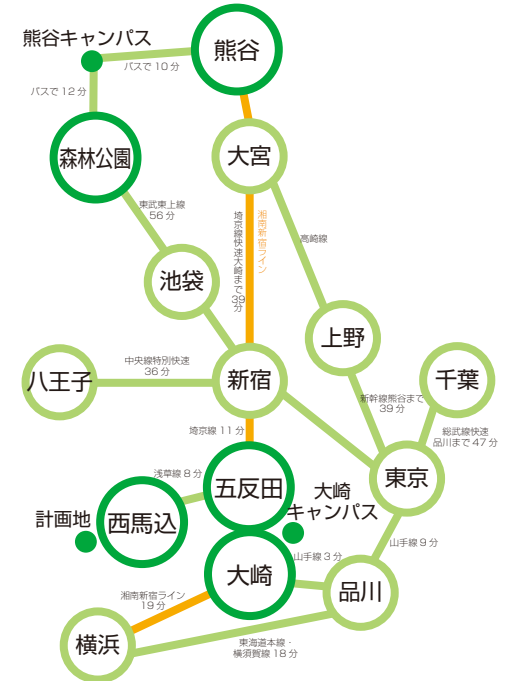 熊谷キャンパス
熊谷
バスで 10 分
バスで 12 分
森林公園
大宮
東武東上線
56 分
埼京線快速大崎まで39分
湘南新宿ライン
高崎線
池袋
上野
中央線特別快速
36 分
八王子
新宿
千葉
新幹線熊谷まで
39 分
埼京線 11 分
総武線快速
品川まで 47 分
浅草線 8 分
五反田
東京
計画地
西馬込
大崎
キャンパス
山手線 9 分
山手線 3 分
大崎
品川
湘南新宿ライン
19 分
横浜
東海道本線・
横須賀線 18 分